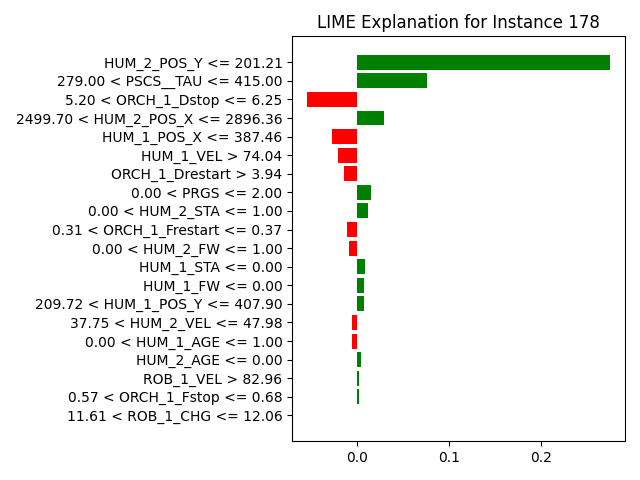 LIME Explanation for Instance 178
HUM_2_POS_Y <= 201.21
279.00 < PSCS__TAU <= 415.00
5.20 < ORCH_1_Dstop <= 6.25
2499.70 < HUM_2_POS_X <= 2896.36
HUM_1_POS_X <= 387.46
HUM_1_VEL > 74.04
ORCH_1_Drestart > 3.94
0.00 < PRGS <= 2.00
0.00 < HUM_2_STA <= 1.00
0.31 < ORCH_1_Frestart <= 0.37
0.00 < HUM_2_FW <= 1.00
HUM_1_STA <= 0.00
HUM_1_FW <= 0.00
209.72 < HUM_1_POS_Y <= 407.90
37.75 < HUM_2_VEL <= 47.98
0.00 < HUM_1_AGE <= 1.00
HUM_2_AGE <= 0.00
ROB_1_VEL > 82.96
0.57 < ORCH_1_Fstop <= 0.68
11.61 < ROB_1_CHG <= 12.06
0.0 0.1 0.2